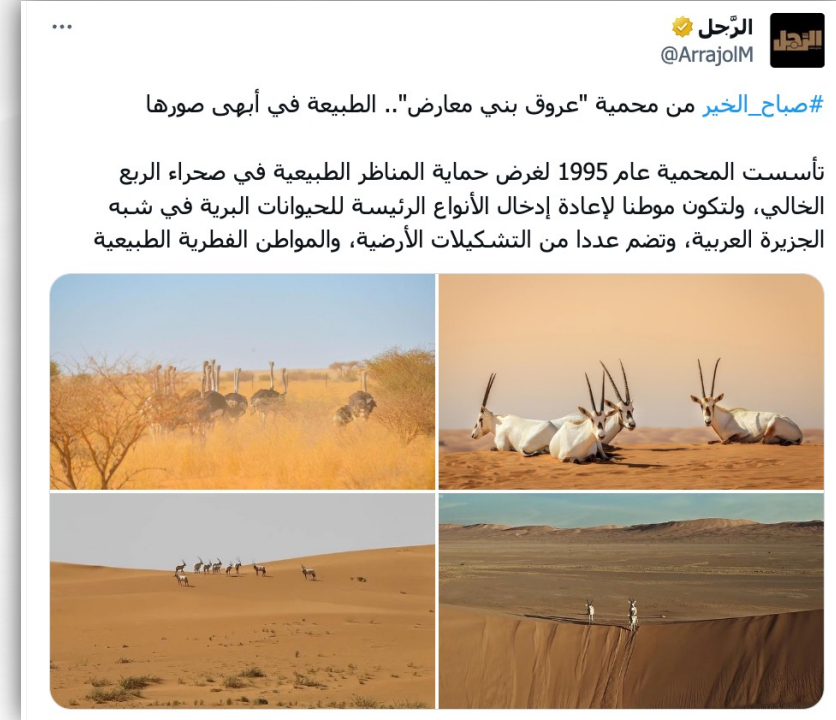 الرَّجل
@ArrajolM
الرجل
#صباح_الخير من محمية "عروق بني معارض".. الطبيعة في أبهى صورها
تأسست المحمية عام 1995 لغرض حماية المناظر الطبيعية في صحراء الربع
الخالي، ولتكون موطنا لإعادة إدخال الأنواع الرئيسة للحيوانات البرية في شبه
الجزيرة العربية، وتضم عددا من التشكيلات الأرضية، والمواطن الفطرية الطبيعية